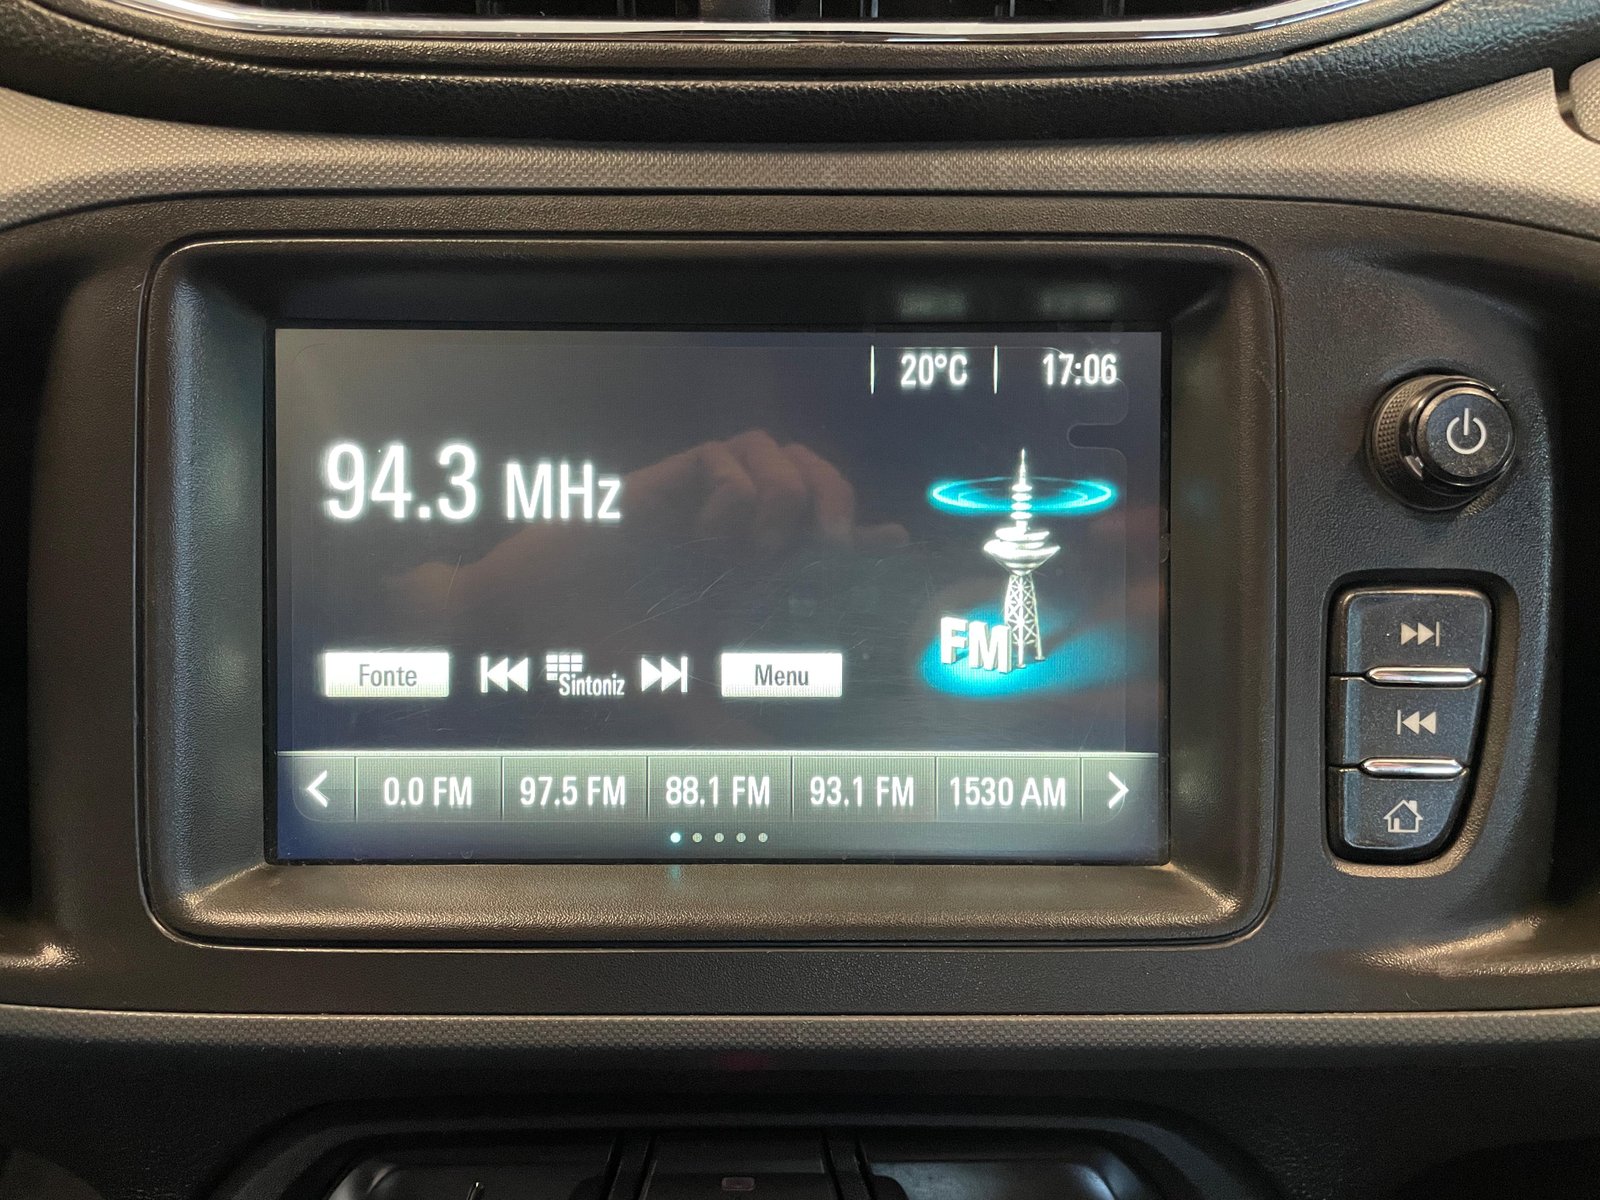 20°C 17:06
94.3 MHz
FM
Fonte Sintoniz Menu
0.0 FM 97.5 FM 88.1 FM 93.1 FM 1530 AM